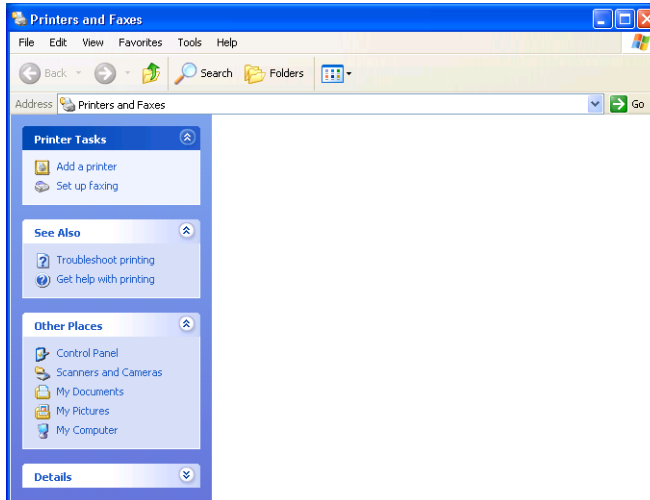 Printers and Faxes
File Edit View Favorites Tools Help
Back Search Folders
Address Printers and Faxes Go
Printer Tasks
Add a printer
Set up faxing
See Also
Troubleshoot printing
Get help with printing
Other Places
Control Panel
Scanners and Cameras
My Documents
My Pictures
My Computer
Details